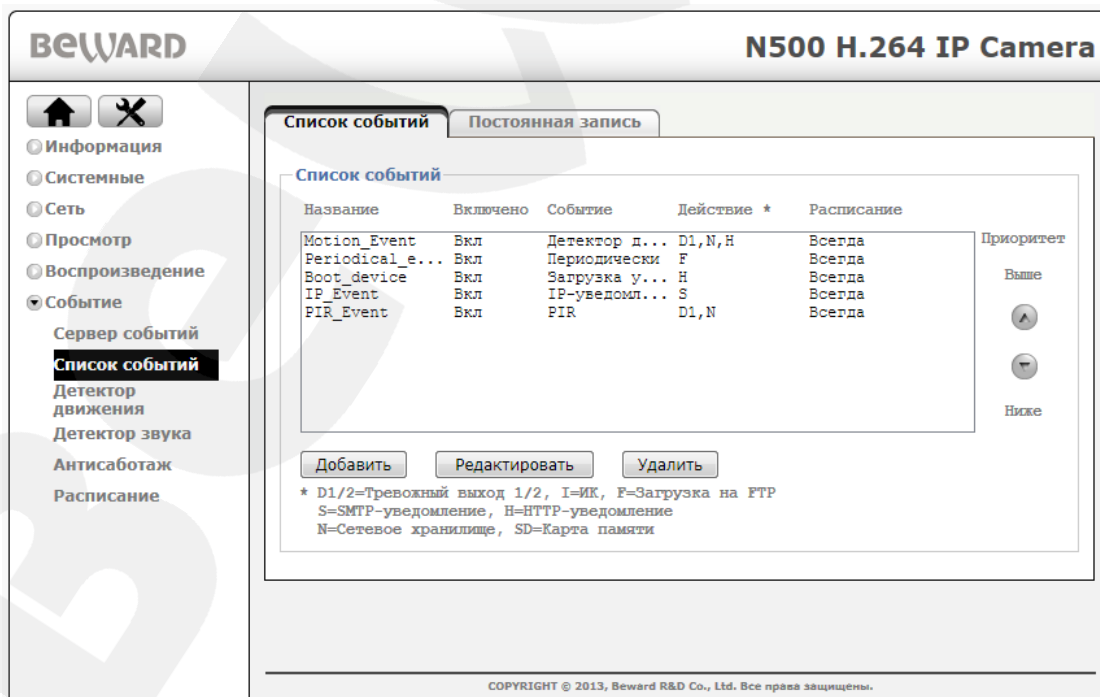 BEWARD
N500 H.264 IP Camera
Информация
Системные
Сеть
Просмотр
Воспроизведение
Событие
Сервер событий
Список событий
Детектор
движения
Детектор звука
Антисаботаж
Расписание
Список событий Постоянная запись
Список событий
Название Включено Событие Действие * Расписание
Motion_Event Вкл Детектор д... D1,N,H Всегда
Periodical_e... Вкл Периодически F Всегда
Boot_device Вкл Загрузка у... H Всегда
IP_Event Вкл IP-уведомл... S Всегда
PIR_Event Вкл PIR D1,N Всегда
Приоритет
Выше
Ниже
Добавить Редактировать Удалить
* D1/2=Тревожный выход 1/2, I=ИК, F=Загрузка на FTP
S=SMTP-уведомление, H=HTTP-уведомление
N=Сетевое хранилище, SD=Карта памяти
COPYRIGHT © 2013, Beward R&D Co., Ltd. Все права защищены.